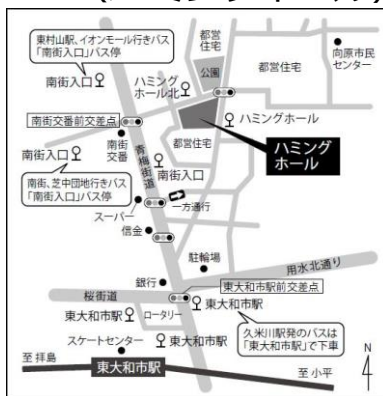 東村山駅、イオンモール行きバス
「南街入口」バス停
都営
住宅
公園
都営
住宅
向原市民
センター
南街入口
ハミング
ホール北
南街交番前交差点
ハミングホール
南街
交番
都営
住宅
ハミング
ホール
南街入口
青梅街道
南街入口
南街、芝中団地行きバス
「南街入口」バス停
一方通行
スーパー
信金
駐輪場
用水北通り
銀行
東大和市駅前交差点
桜街道
東大和市駅
東大和市駅
ロータリー
久米川駅発のバスは
「東大和市駅」で下車
スケートセンター
東大和市駅
至 拝島
東大和市駅
至 小平